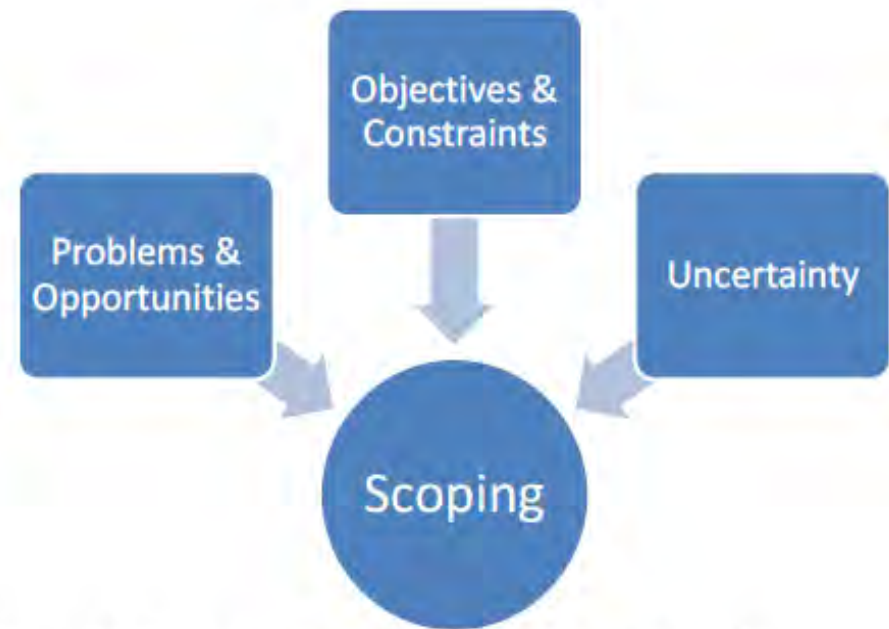 Objectives &
Constraints
Problems &
Opportunities
Uncertainty
Scoping